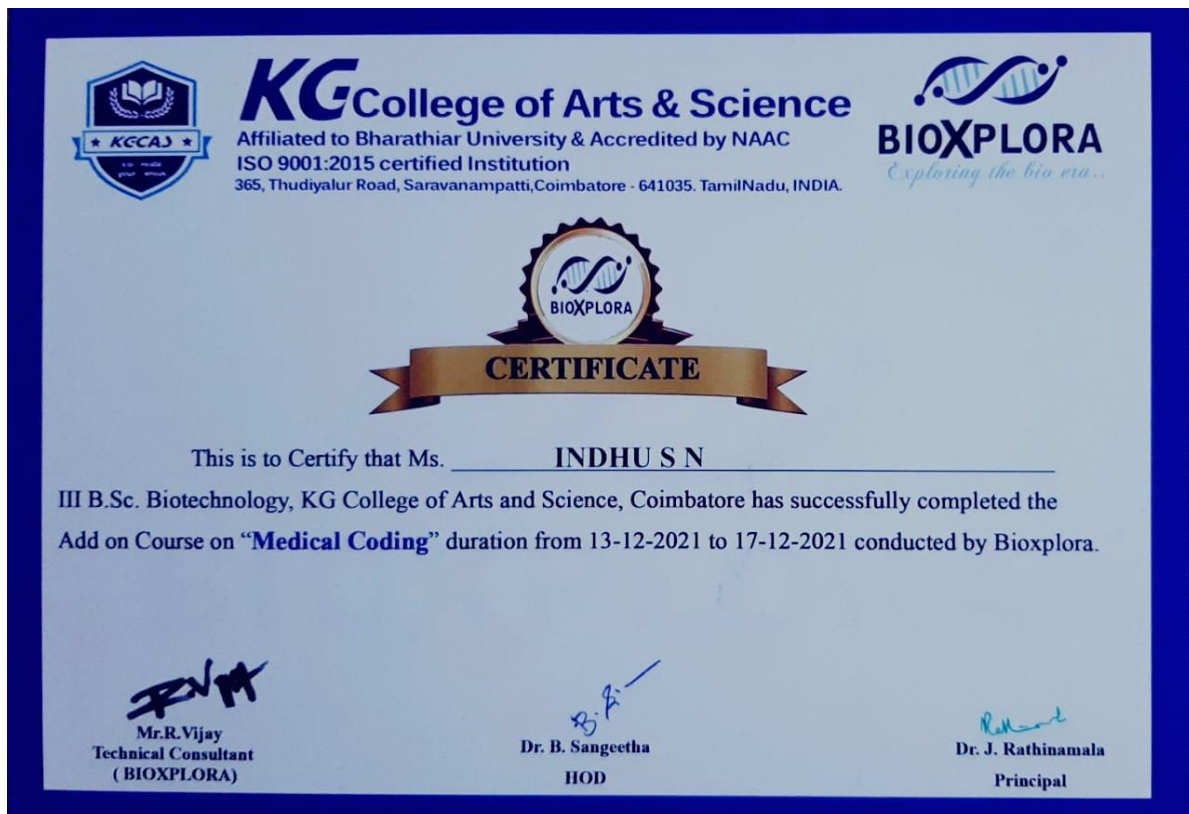 KGCAS
KG College of Arts & Science
Affiliated to Bharathiar University & Accredited by NAAC
ISO 9001:2015 certified Institution
365, Thudiyalur Road, Saravanampatti,Coimbatore - 641035. TamilNadu, INDIA.
BIOXPLORA
Exploring the bio era..
BIOXPLORA
CERTIFICATE
This is to Certify that Ms. INDHU S N
III B.Sc. Biotechnology, KG College of Arts and Science, Coimbatore has successfully completed the
Add on Course on “Medical Coding” duration from 13-12-2021 to 17-12-2021 conducted by Bioxplora.
Mr.R.Vijay
Technical Consultant
( BIOXPLORA)
Dr. B. Sangeetha
HOD
Dr. J. Rathinamala
Principal